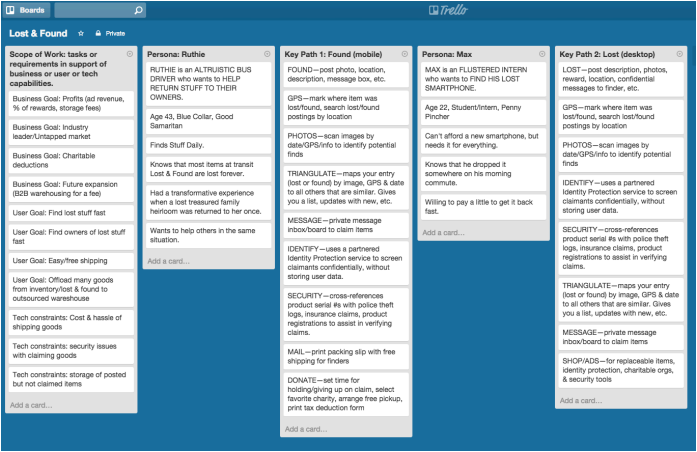 Boards
Trello
Lost & Found
Private
Scope of Work: tasks or
requirements in support of
business or user or tech
capabilities.
Business Goal: Profits (ad revenue,
% of rewards, storage fees)
Business Goal: Industry
leader/Untapped market
Business Goal: Charitable
deductions
Business Goal: Future expansion
(B2B warehousing for a fee)
User Goal: Find lost stuff fast
User Goal: Find owners of lost stuff
fast
User Goal: Easy/free shipping
User Goal: Offload many goods
from inventory/lost & found to
outsourced warehouse
Tech constraints: Cost & hassle of
shipping goods
Tech constraints: security issues
with claiming goods
Tech constraints: storage of posted
but not claimed items
Add a card...
Persona: Ruthie
RUTHIE is an ALTRUISTIC BUS
DRIVER who wants to HELP
RETURN STUFF TO THEIR
OWNERS.
Age 43, Blue Collar, Good
Samaritan
Finds Stuff Daily.
Knows that most items at transit
Lost & Found are lost forever.
Had a transformative experience
when a lost treasured family
heirloom was returned to her once.
Wants to help others in the same
situation.
Add a card...
Key Path 1: Found (mobile)
FOUND—post photo, location,
description, message box, etc.
GPS—mark where item was
lost/found, search lost/found
postings by location
PHOTOS—scan images by
date/GPS/info to identify potential
finds
TRIANGULATE—maps your entry
(lost or found) by image, GPS & date
to all others that are similar. Gives
you a list, updates with new, etc.
MESSAGE—private message
inbox/board to claim items
IDENTIFY—uses a partnered
Identity Protection service to screen
claimants confidentially, without
storing user data.
SECURITY—cross-references
product serial #s with police theft
logs, insurance claims, product
registrations to assist in verifying
claims.
MAIL—print packing slip with free
shipping for finders
DONATE—set time for
holding/giving up on claim, select
favorite charity, arrange free pickup,
print tax deduction form
Add a card...
Persona: Max
MAX is an FLUSTERED INTERN
who wants to FIND HIS LOST
SMARTPHONE.
Age 22, Student/Intern, Penny
Pincher
Can't afford a new smartphone, but
needs it for everything.
Knows that he dropped it
somewhere on his morning
commute.
Willing to pay a little to get it back
fast.
Add a card...
Key Path 2: Lost (desktop)
LOST—post description, photos,
reward, location, confidential
messages to finder, etc.
GPS—mark where item was
lost/found, search lost/found
postings by location
PHOTOS—scan images by
date/GPS/info to identify potential
finds
IDENTIFY—uses a partnered
Identity Protection service to screen
claimants confidentially, without
storing user data.
SECURITY—cross-references
product serial #s with police theft
logs, insurance claims, product
registrations to assist in verifying
claims.
TRIANGULATE—maps your entry
(lost or found) by image, GPS & date
to all others that are similar. Gives
you a list, updates with new, etc.
MESSAGE—private message
inbox/board to claim items
SHOP/ADS—for replaceable items,
identity protection, charitable orgs,
& security tools
Add a card...